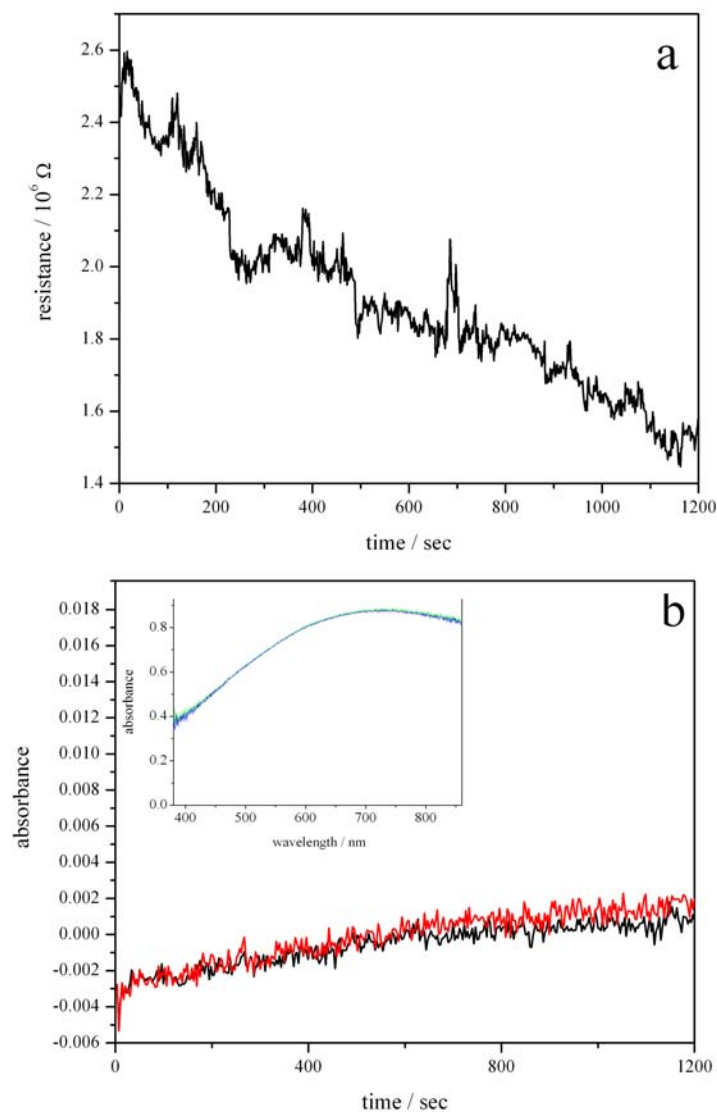 a
2.6
2.4
2.2
2.0
1.8
1.6
1.4
resistance / 10⁶ Ω
0 200 400 600 800 1000 1200
time / sec
b
0.018
0.016
0.014
0.012
0.010
0.008
0.006
0.004
0.002
0.000
-0.002
-0.004
-0.006
absorbance
0.8
0.6
0.4
0.2
0.0
absorbance
400 500 600 700 800
wavelength / nm
0 400 800 1200
time / sec